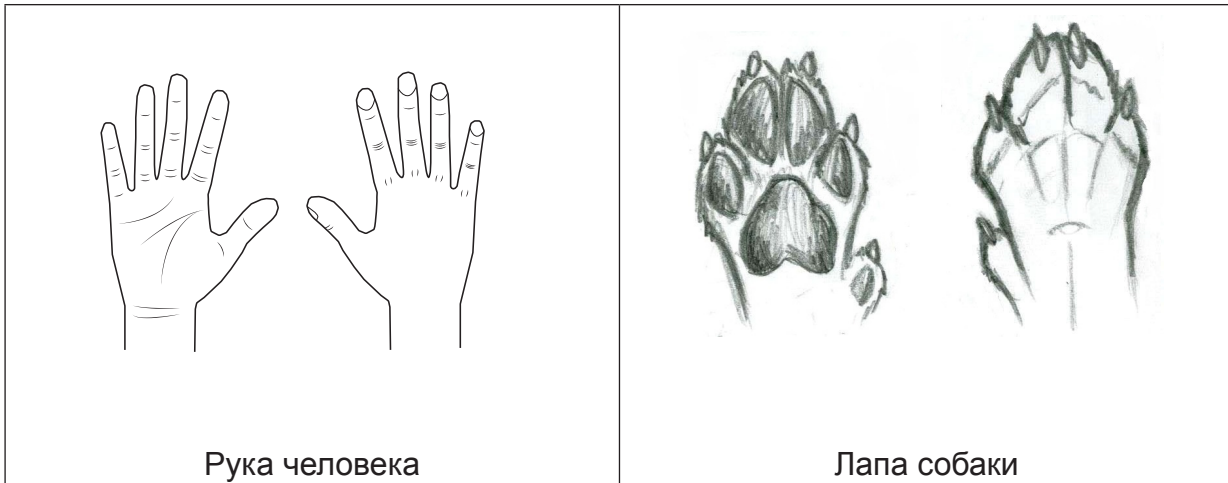 Рука человека
Лапа собаки